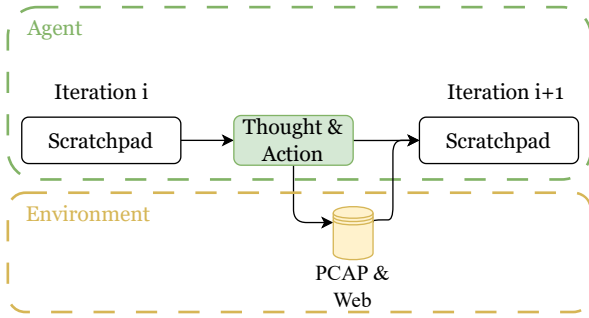 Agent
Iteration i
Iteration i+1
Scratchpad
Thought &
Action
Scratchpad
Environment
PCAP &
Web